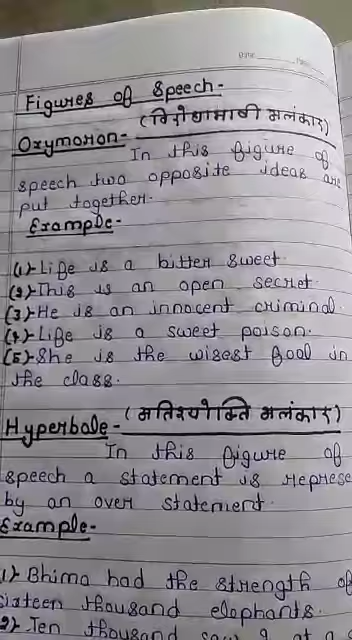 Figures of Speech-
Oxymoron- (विरोधाभाषी अलंकार)
In this figure of
speech two opposite ideas are
put together.
Example-
(1)-Life is a bitter sweet.
(2)-This is an open secret.
(3)-He is an innocent criminal.
(4)-Life is a sweet poison.
(5)-She is the wisest fool in
the class.
Hyperbole- (अतिश्योक्ति अलंकार)
In this figure of
speech a statement is represe
by an over statement.
Example-
1)- Bhima had the strength of
sixteen thousand elephants.
2)- Ten thousand saw at a